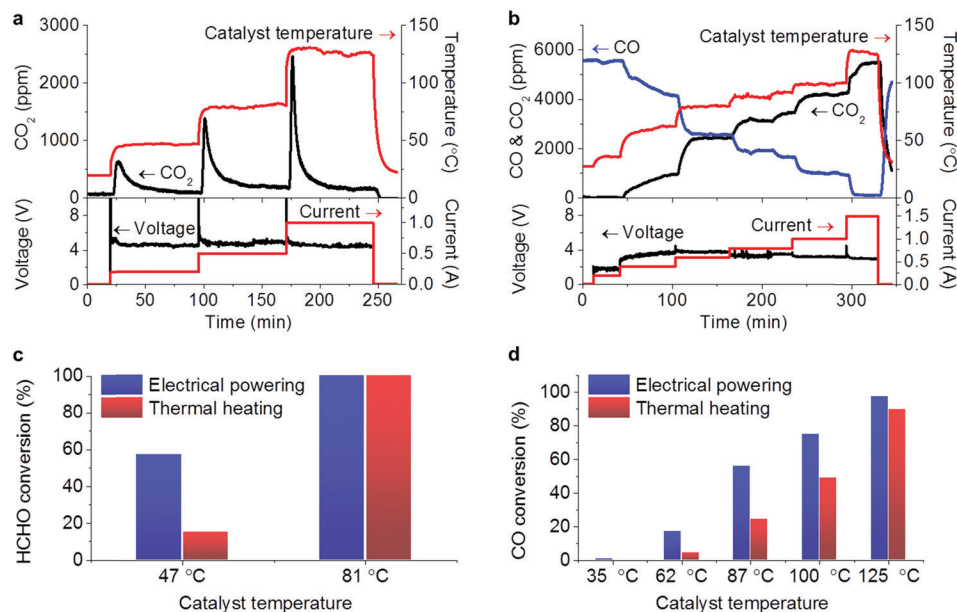 a
3000
2000
1000
0
CO₂ (ppm)
Catalyst temperature →
← CO₂
150
100
50
0
Temperature (°C)
8
4
0
Voltage (V)
← Voltage
Current →
1.0
0.5
0.0
Current (A)
0 50 100 150 200 250
Time (min)
b
6000
4000
2000
0
CO & CO₂ (ppm)
← CO
Catalyst temperature →
← CO₂
150
100
50
0
Temperature (°C)
8
4
0
Voltage (V)
← Voltage
Current →
1.5
1.0
0.5
0.0
Current (A)
0 100 200 300
Time (min)
c
100
80
60
40
20
0
HCHO conversion (%)
Electrical powering
Thermal heating
47 °C 81 °C
Catalyst temperature
d
100
80
60
40
20
0
CO conversion (%)
Electrical powering
Thermal heating
35 °C 62 °C 87 °C 100 °C 125 °C
Catalyst temperature